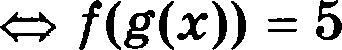 ⇔ f(g(x)) = 5